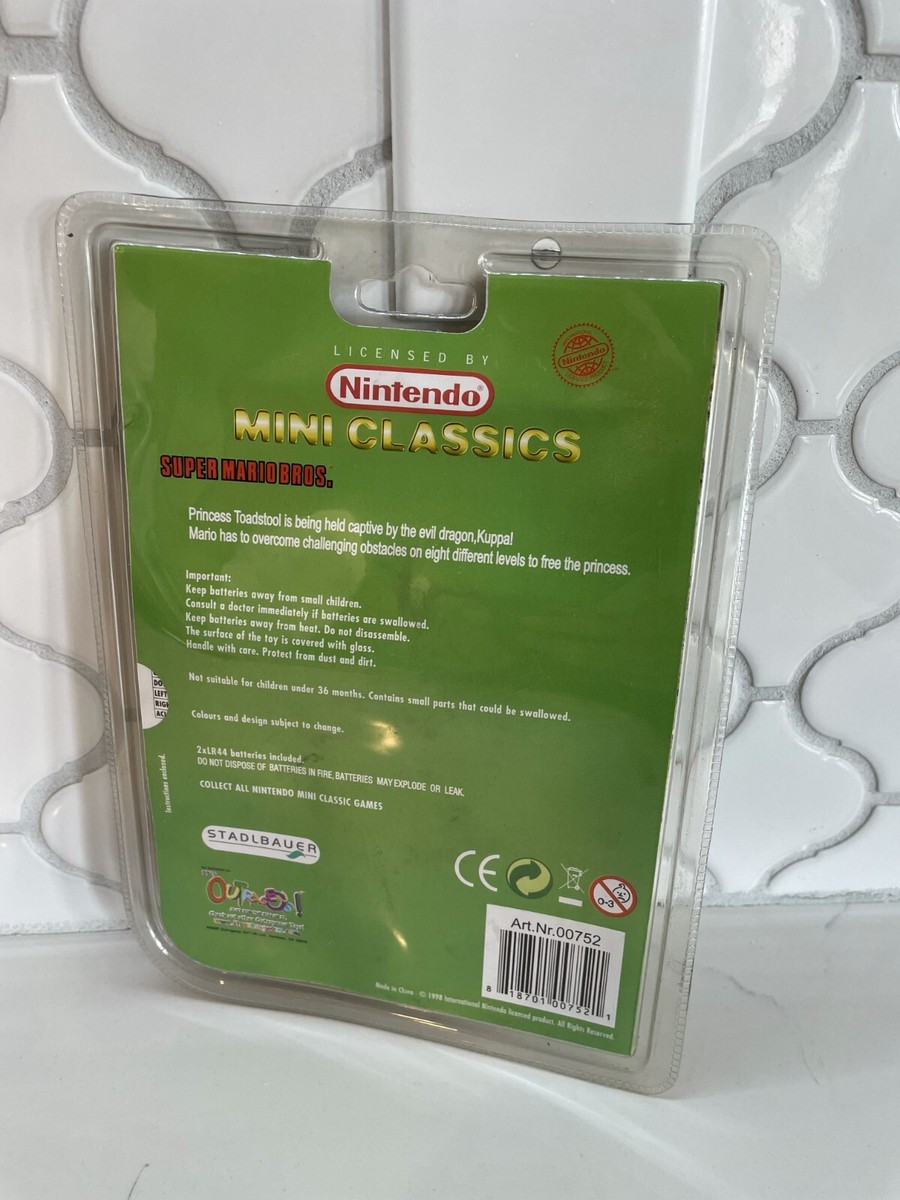 LICENSED BY
Nintendo®
Nintendo
MINI CLASSICS
SUPER MARIO BROS.
Princess Toadstool is being held captive by the evil dragon,Kuppa!
Mario has to overcome challenging obstacles on eight different levels to free the princess.
Important:
Keep batteries away from small children.
Consult a doctor immediately if batteries are swallowed.
Keep batteries away from heat. Do not disassemble.
The surface of the toy is covered with glass.
Handle with care. Protect from dust and dirt.
Not suitable for children under 36 months. Contains small parts that could be swallowed.
DO
LEFT
RIG
AC
Colours and design subject to change.
2xLR44 batteries included.
DO NOT DISPOSE OF BATTERIES IN FIRE, BATTERIES MAY EXPLODE OR LEAK.
COLLECT ALL NINTENDO MINI CLASSIC GAMES
Instructions enclosed.
STADLBAUER
CE
0-3
Art.Nr.00752
8 18701 00752 1
Made in China · © 1998 International Nintendo licensed product. All Rights Reserved.